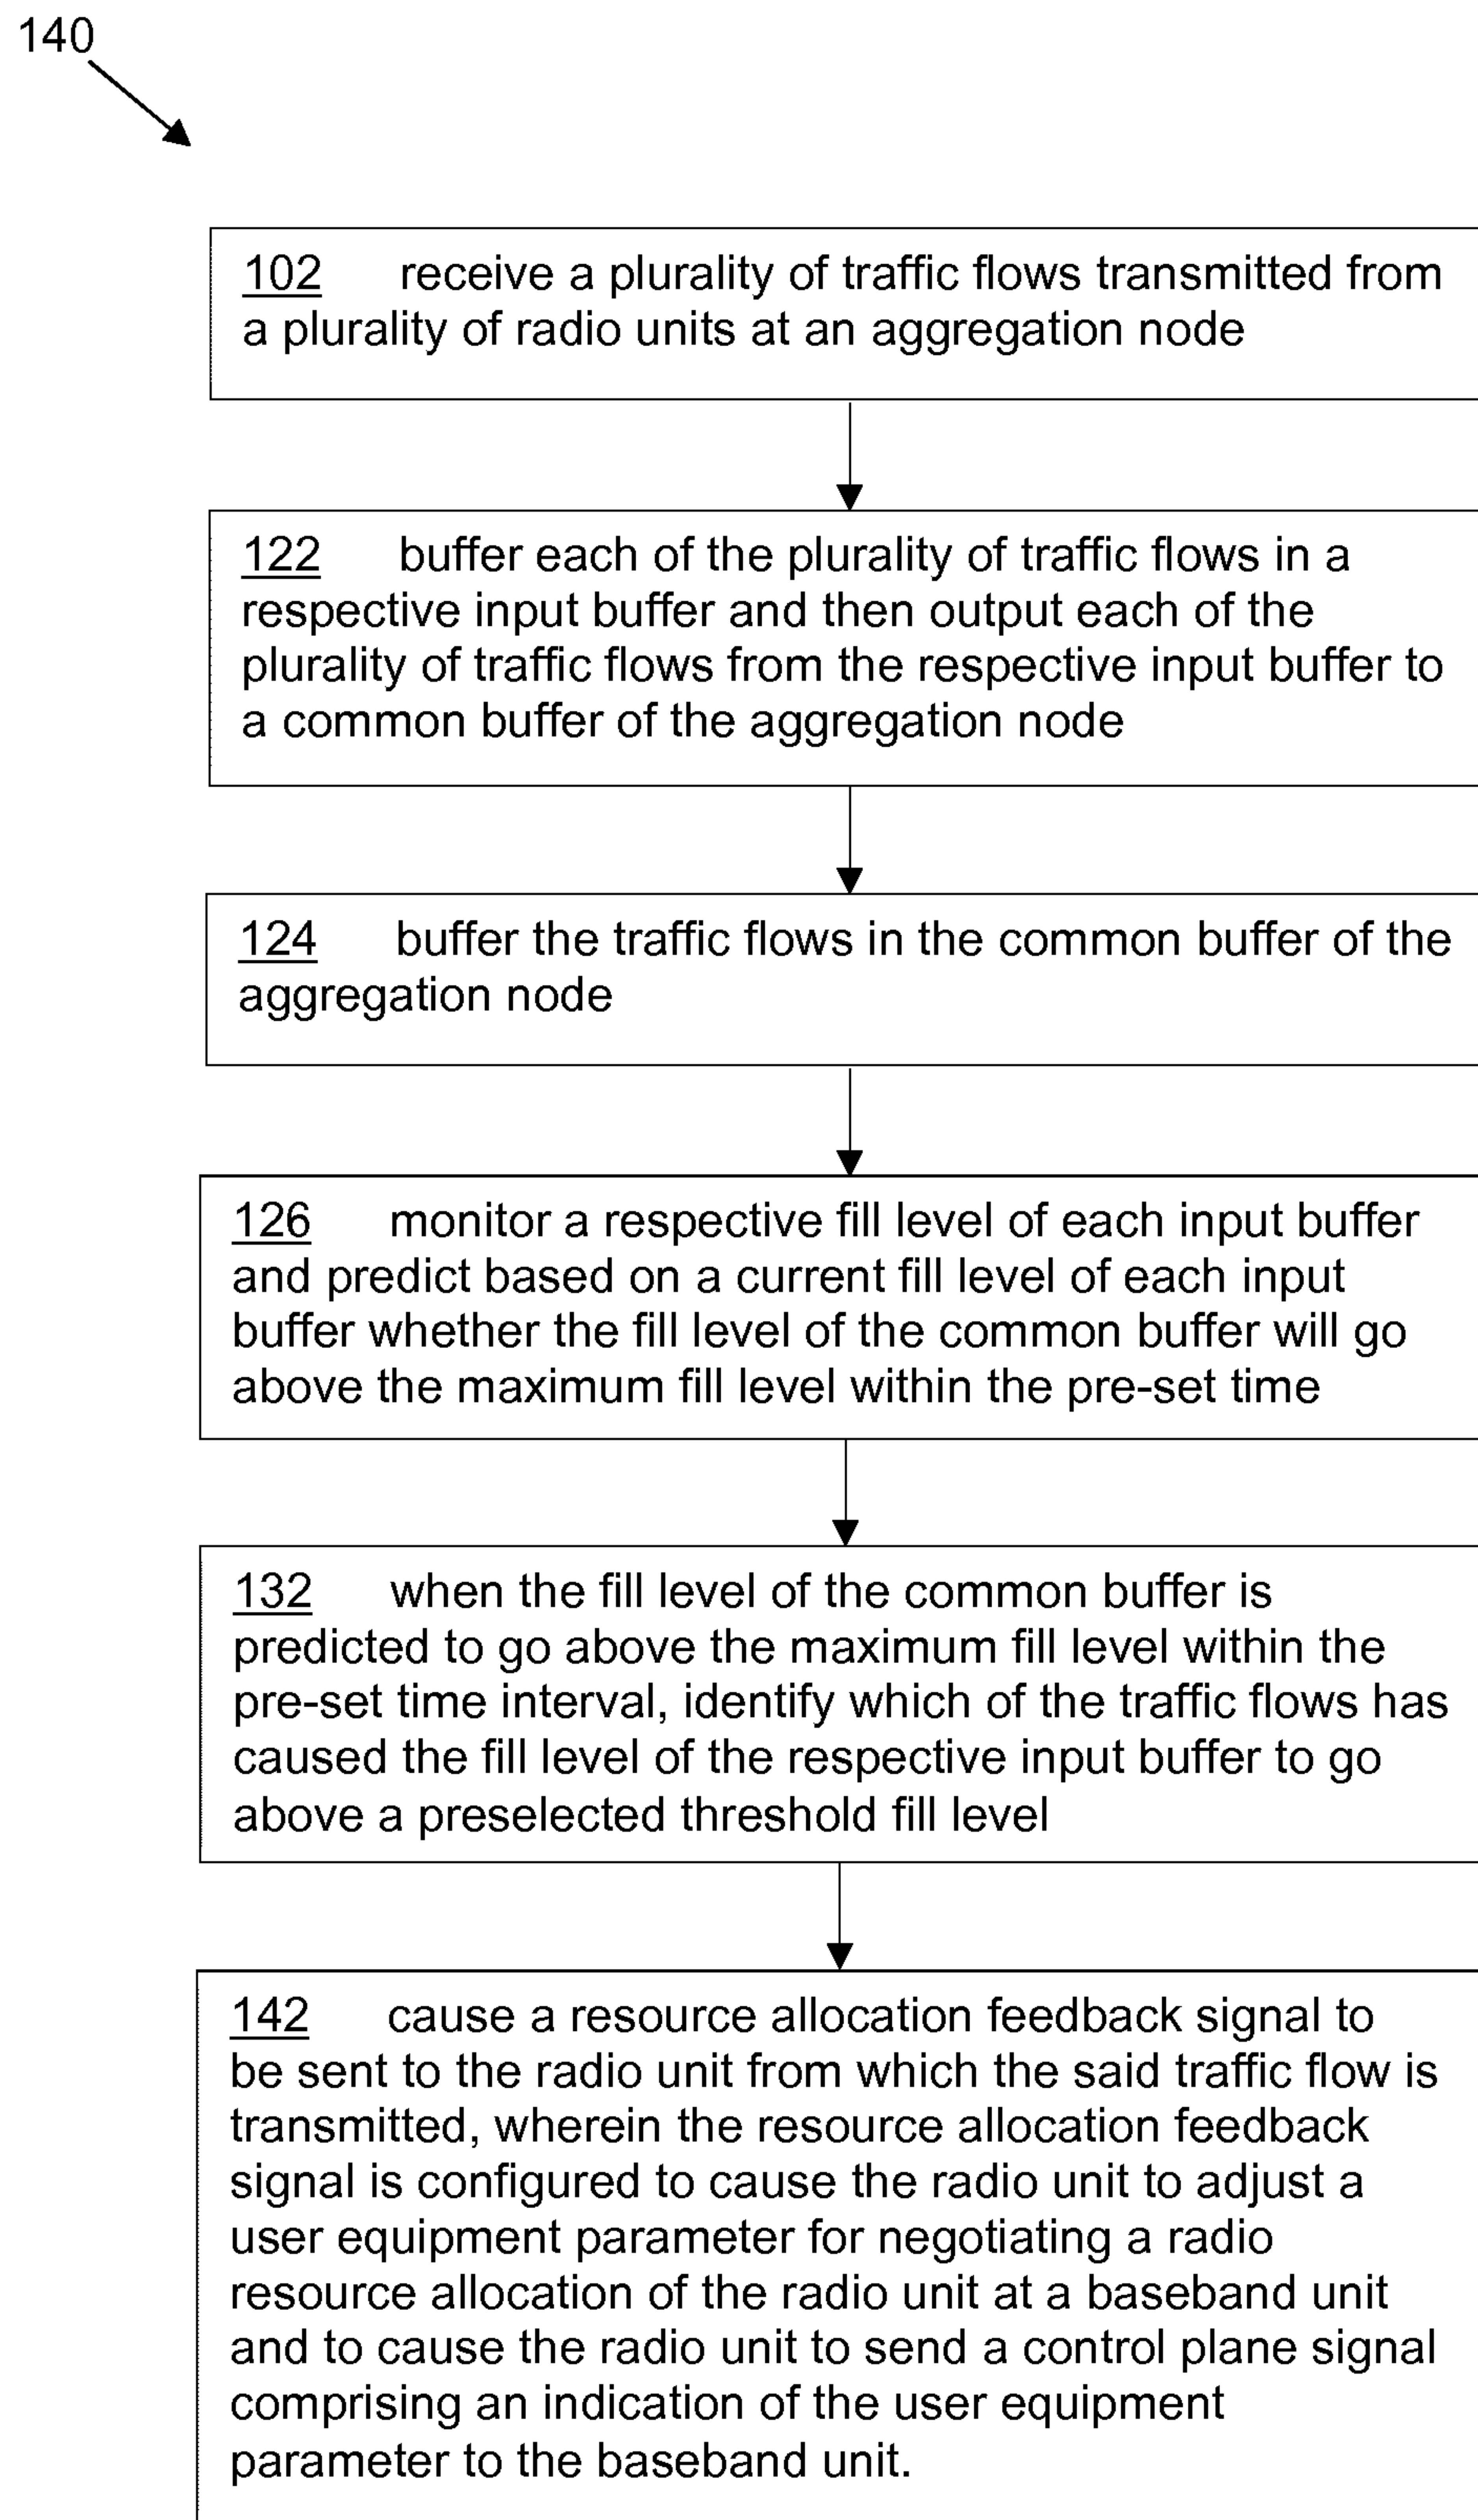 140
102 receive a plurality of traffic flows transmitted from
a plurality of radio units at an aggregation node
122 buffer each of the plurality of traffic flows in a
respective input buffer and then output each of the
plurality of traffic flows from the respective input buffer to
a common buffer of the aggregation node
124 buffer the traffic flows in the common buffer of the
aggregation node
126 monitor a respective fill level of each input buffer
and predict based on a current fill level of each input
buffer whether the fill level of the common buffer will go
above the maximum fill level within the pre-set time
132 when the fill level of the common buffer is
predicted to go above the maximum fill level within the
pre-set time interval, identify which of the traffic flows has
caused the fill level of the respective input buffer to go
above a preselected threshold fill level
142 cause a resource allocation feedback signal to
be sent to the radio unit from which the said traffic flow is
transmitted, wherein the resource allocation feedback
signal is configured to cause the radio unit to adjust a
user equipment parameter for negotiating a radio
resource allocation of the radio unit at a baseband unit
and to cause the radio unit to send a control plane signal
comprising an indication of the user equipment
parameter to the baseband unit.